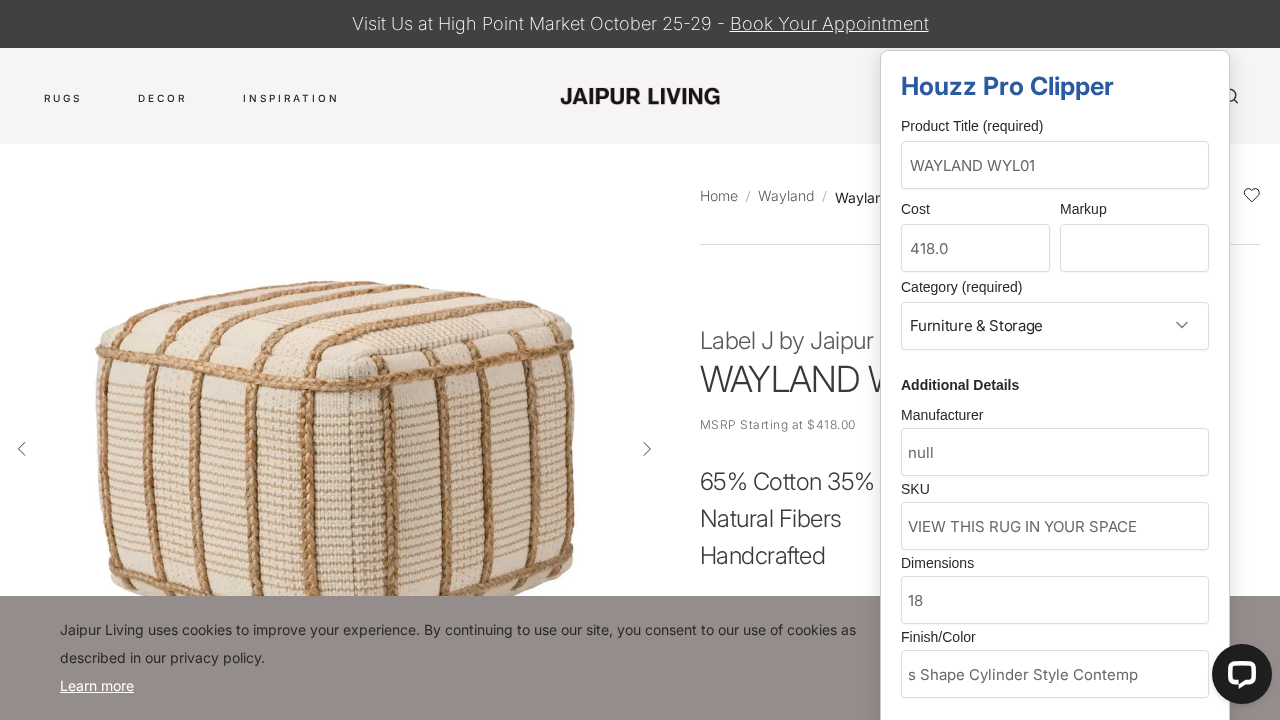 Visit Us at High Point Market October 25-29 - Book Your Appointment
RUGS
DECOR
INSPIRATION
JAIPUR LIVING
Home / Wayland /
Label J by Jaipur
WAYLAND
MSRP Starting at $418.00
65% Cotton 35%
Natural Fibers
Handcrafted
Houzz Pro Clipper
Product Title (required)
WAYLAND WYL01
Cost
Markup
418.0
Category (required)
Furniture & Storage
Additional Details
Manufacturer
null
SKU
VIEW THIS RUG IN YOUR SPACE
Dimensions
18
Finish/Color
s Shape Cylinder Style Contemp
Jaipur Living uses cookies to improve your experience. By continuing to use our site, you consent to our use of cookies as
described in our privacy policy.
Learn more